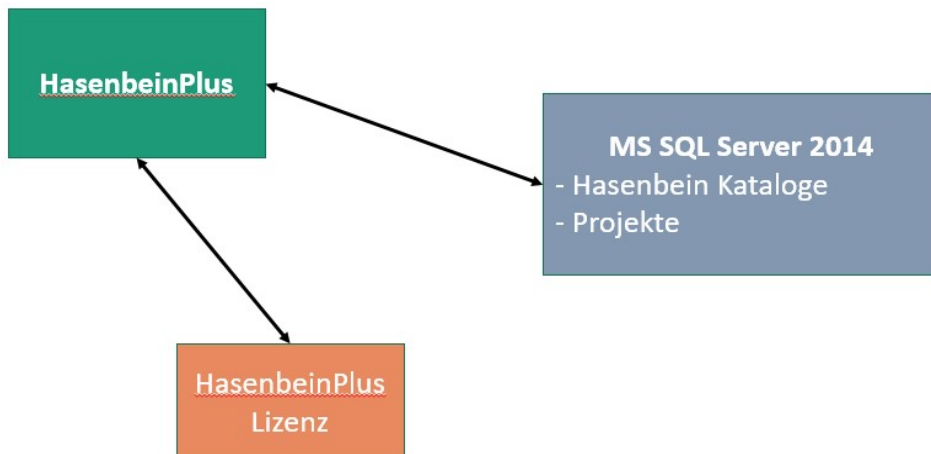 HasenbeinPlus
MS SQL Server 2014
- Hasenbein Kataloge
- Projekte
HasenbeinPlus
Lizenz